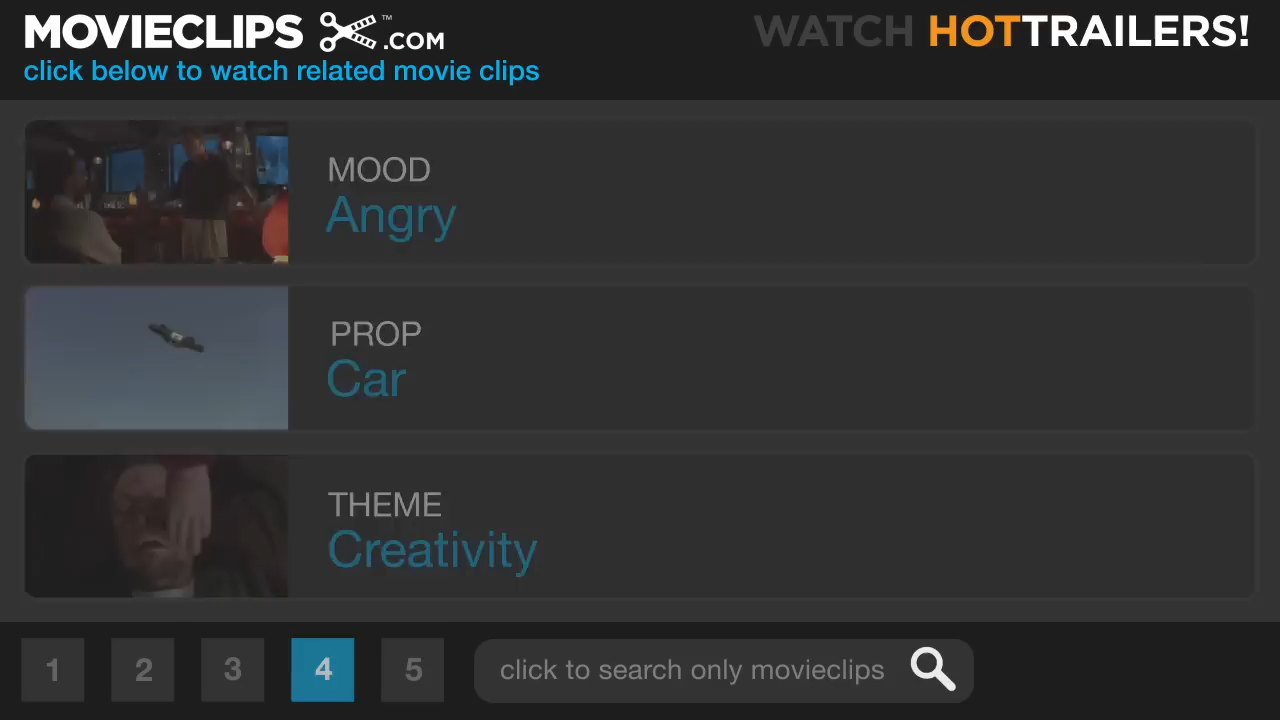 MOVIECLIPS ™ .COM
WATCH HOTTRAILERS!
click below to watch related movie clips
MOOD
Angry
PROP
Car
THEME
Creativity
1 2 3 4 5 click to search only movieclips